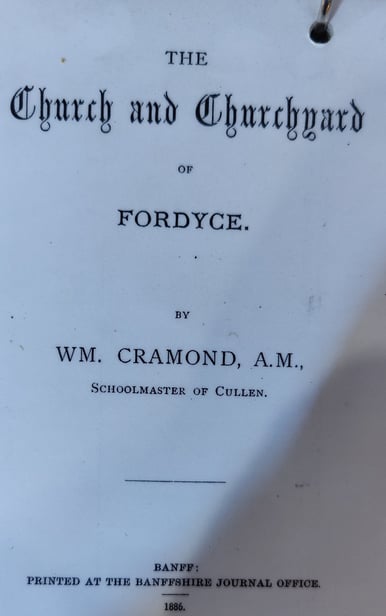 THE
Church and Churchyard
OF
FORDYCE.
BY
WM. CRAMOND, A.M.,
SCHOOLMASTER OF CULLEN.
BANFF:
PRINTED AT THE BANFFSHIRE JOURNAL OFFICE.
1886.